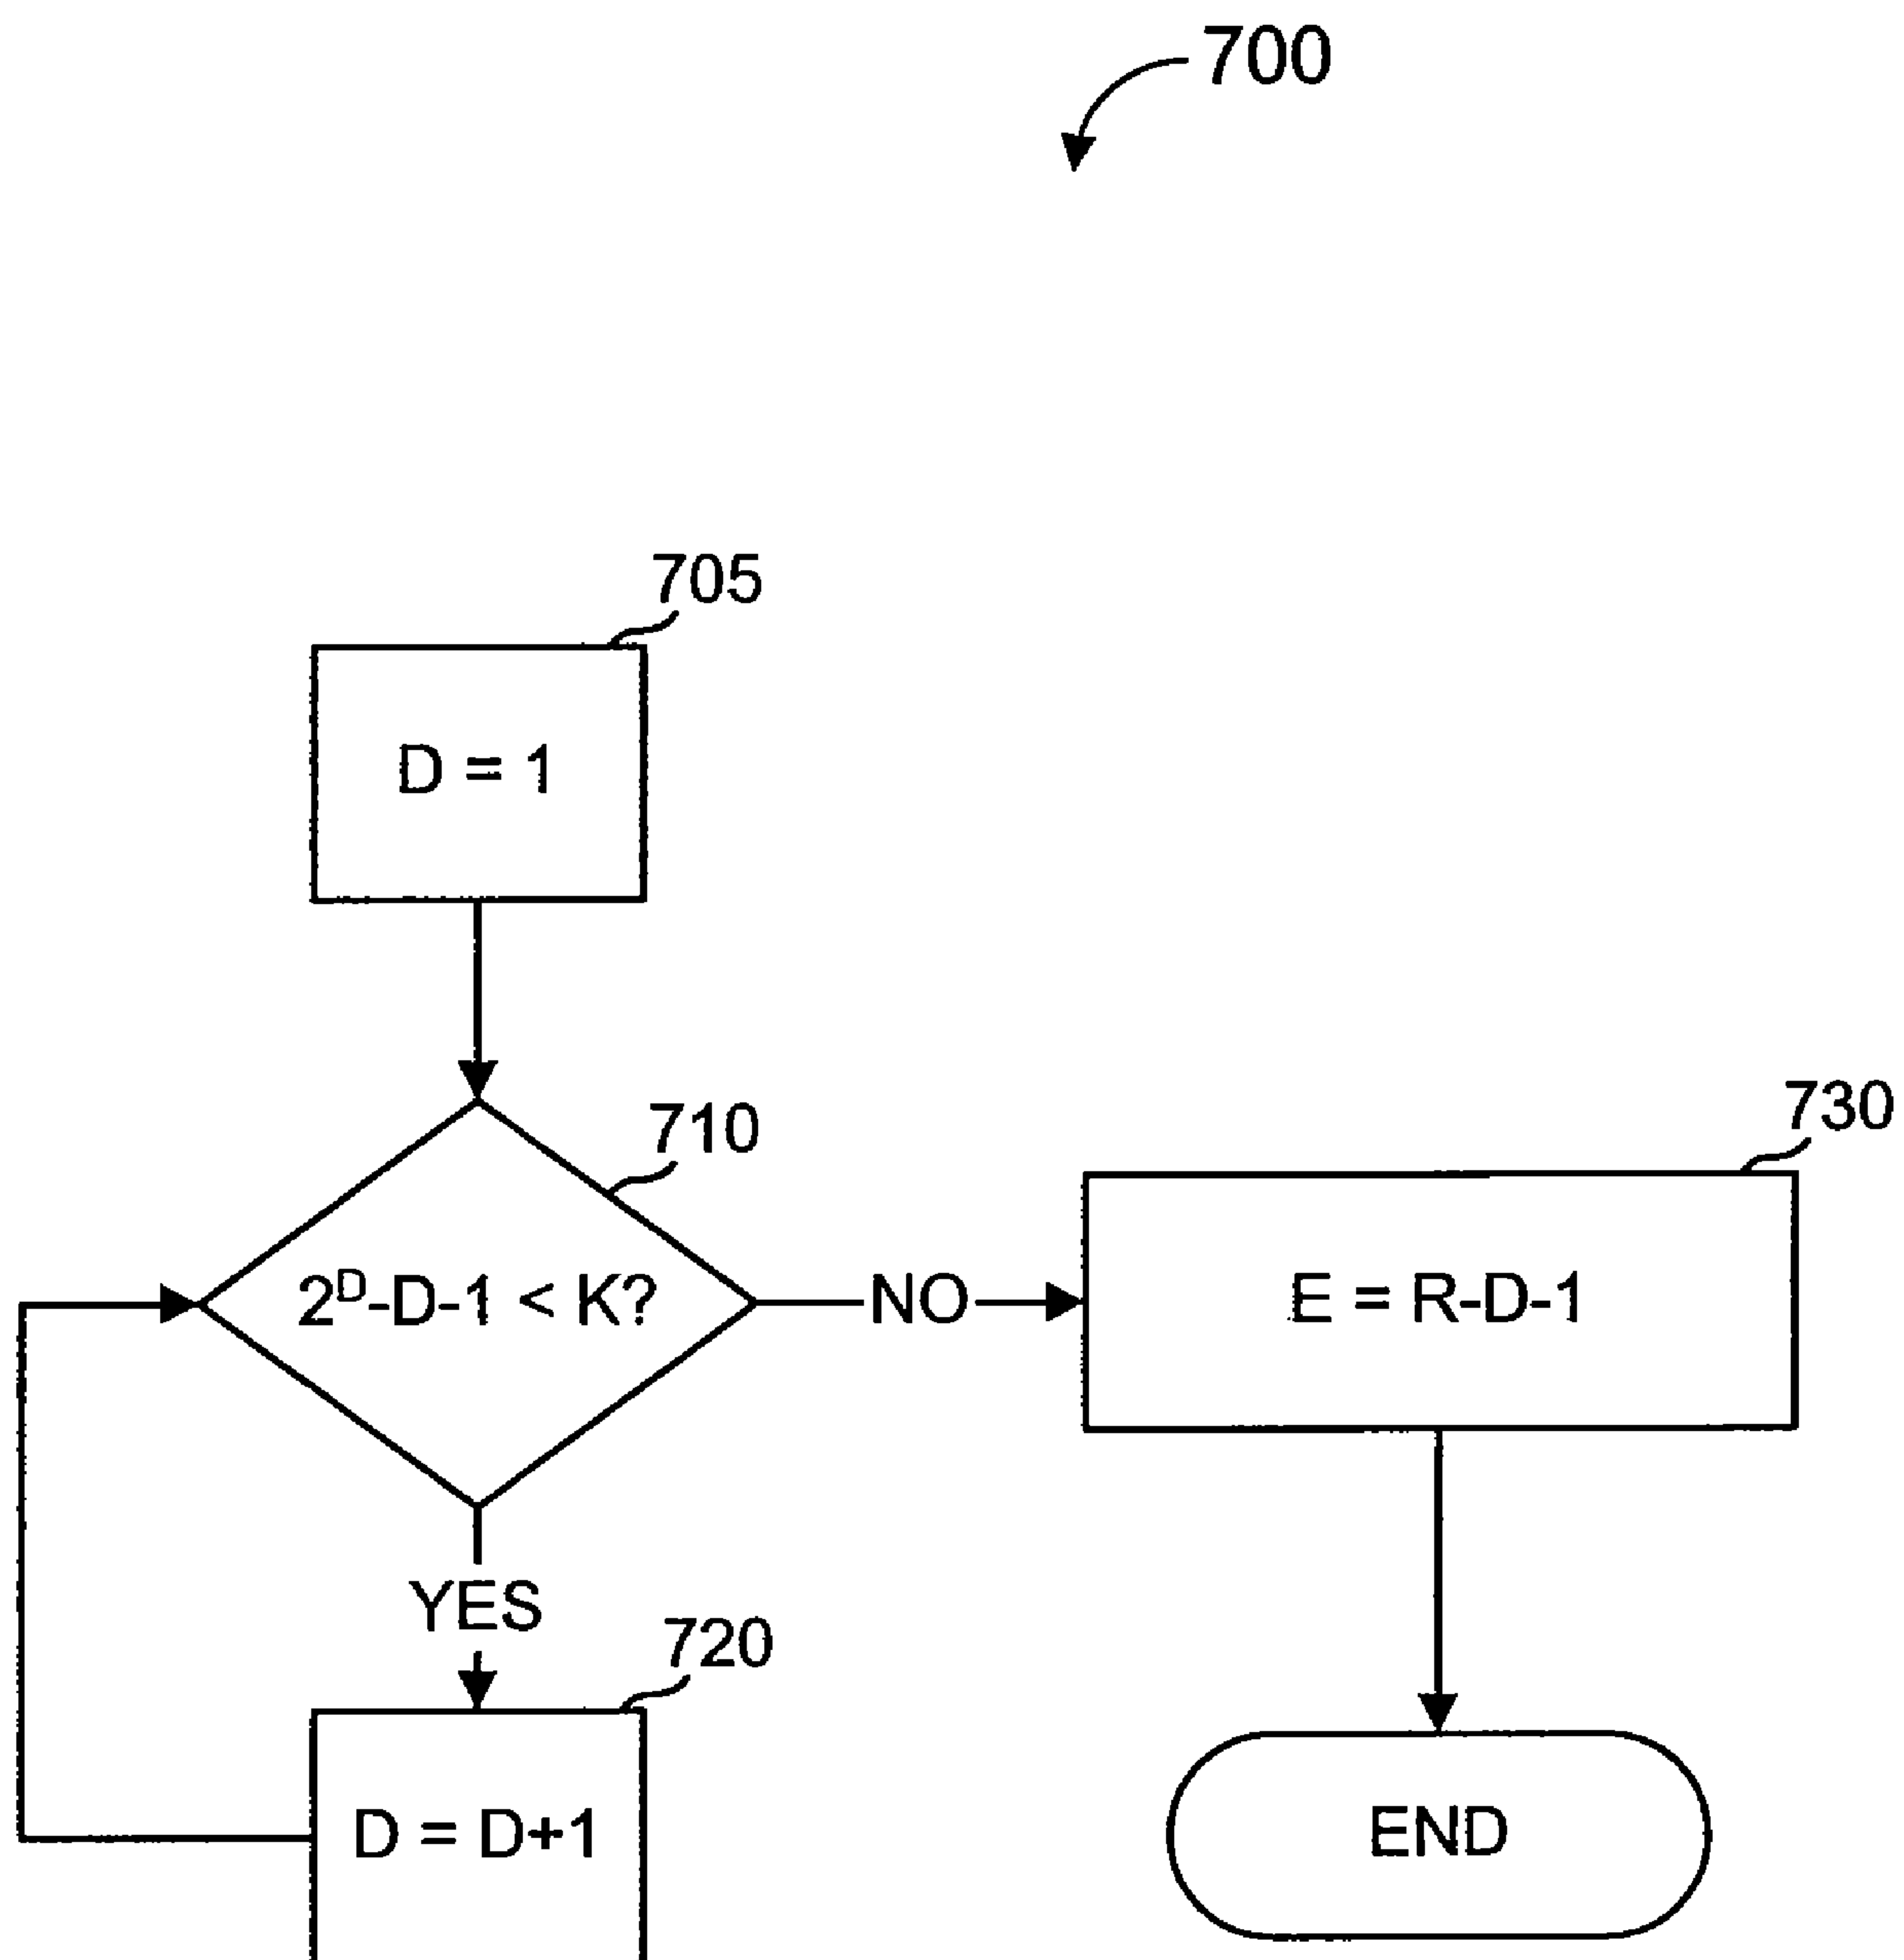 700
705
D = 1
710
2ᴰ-D-1 < K?
NO
730
E = R-D-1
YES
720
D = D+1
END